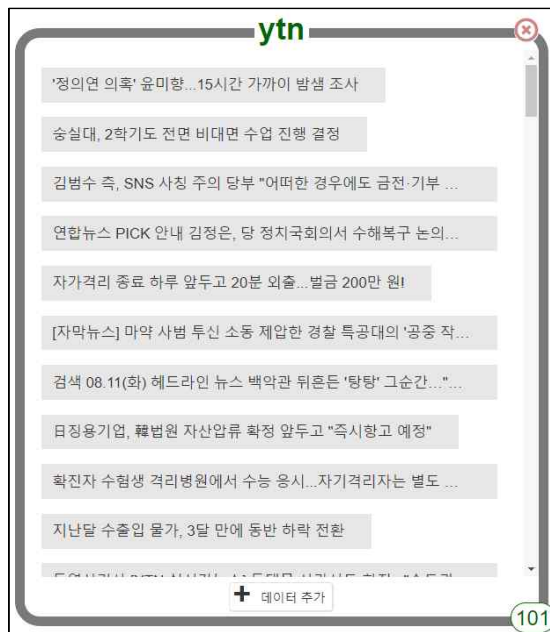 ytn
'정의연 의혹' 윤미향...15시간 가까이 밤샘 조사
숭실대, 2학기도 전면 비대면 수업 진행 결정
김범수 측, SNS 사칭 주의 당부 "어떠한 경우에도 금전·기부 ...
연합뉴스 PICK 안내 김정은, 당 정치국회의서 수해복구 논의...
자가격리 종료 하루 앞두고 20분 외출...벌금 200만 원!
[자막뉴스] 마약 사범 투신 소동 제압한 경찰 특공대의 '공중 작...
검색 08.11(화) 헤드라인 뉴스 백악관 뒤흔든 '탕탕' 그순간..."...
日징용기업, 韓법원 자산압류 확정 앞두고 "즉시항고 예정"
확진자 수험생 격리병원에서 수능 응시...자기격리자는 별도 ...
지난달 수출입 물가, 3달 만에 동반 하락 전환
데이터 추가
101